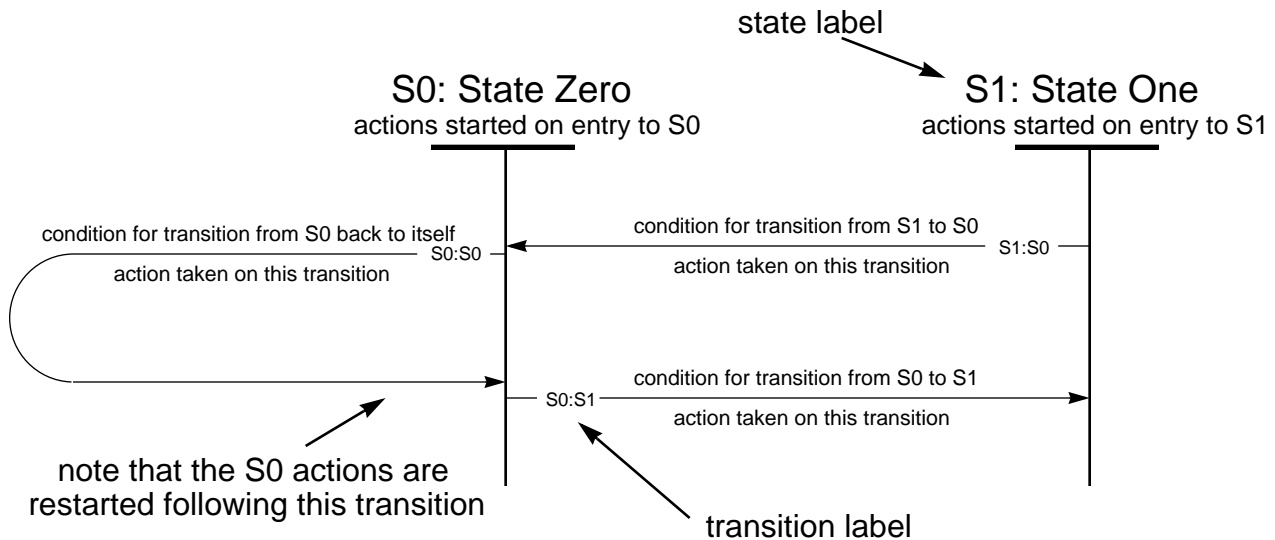 state label
S0: State Zero
actions started on entry to S0
S1: State One
actions started on entry to S1
condition for transition from S0 back to itself
S0:S0
action taken on this transition
condition for transition from S1 to S0
S1:S0
action taken on this transition
condition for transition from S0 to S1
S0:S1
action taken on this transition
note that the S0 actions are
restarted following this transition
transition label